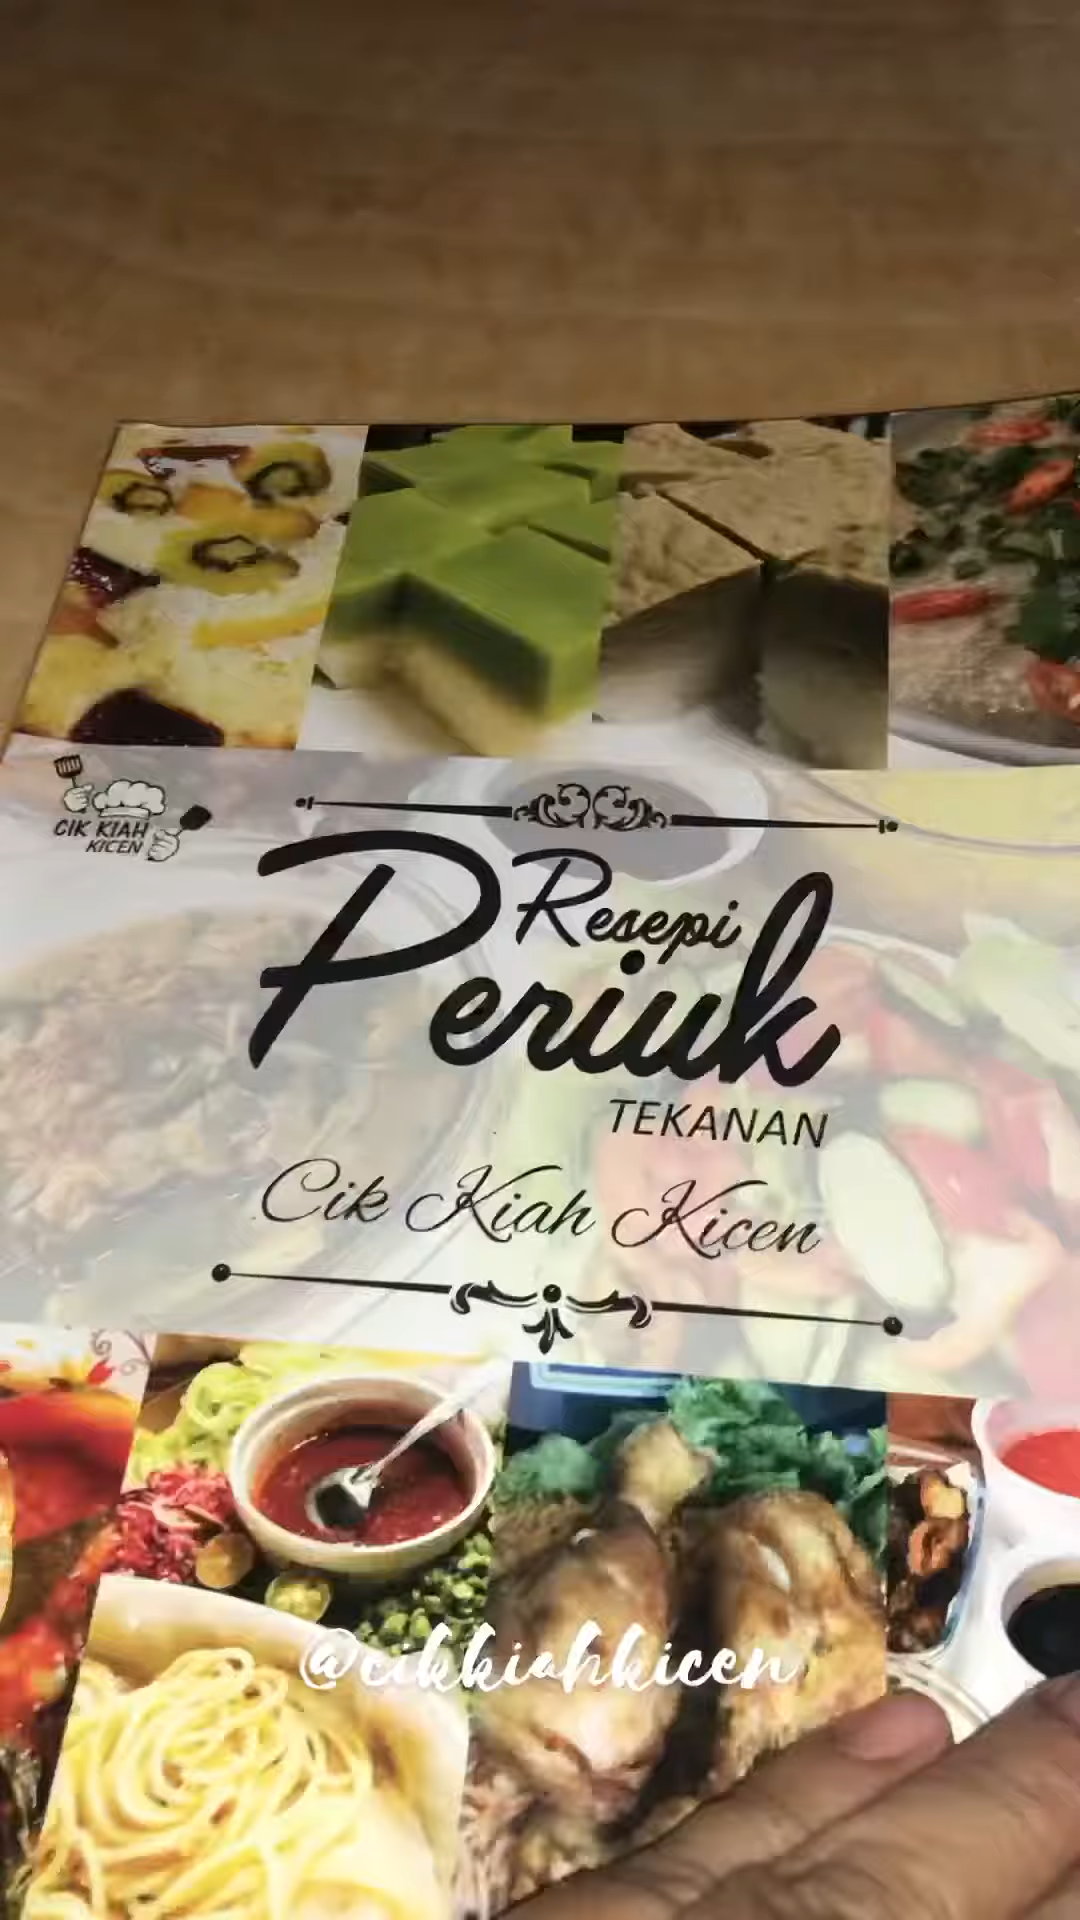 CIK KIAH
KICEN
Resepi
Periuk
TEKANAN
Cik Kiah Kicen
@cikkiahkicen